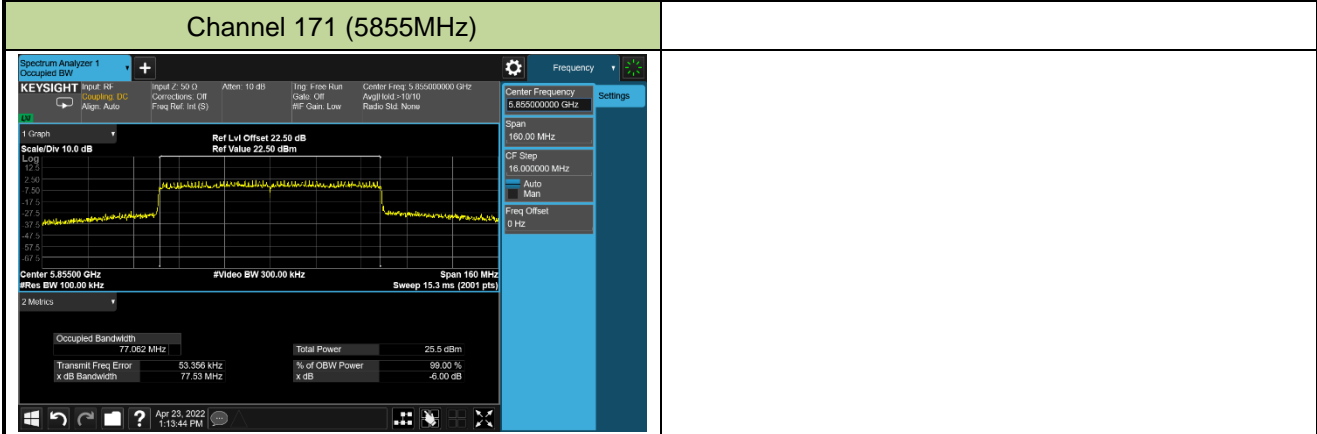 Channel 171 (5855MHz)
Spectrum Analyzer 1
Occupied BW
Frequency
KEYSIGHT
Input: RF
Coupling: DC
Align: Auto
Input Z: 50 Ω
Corrections: Off
Freq Ref: Int (S)
Atten: 10 dB
Trig: Free Run
Gate: Off
#IF Gain: Low
Center Freq: 5.855000000 GHz
Avg|Hold:>10/10
Radio Std: None
Center Frequency
5.855000000 GHz
Settings
Span
160.00 MHz
CF Step
16.000000 MHz
Auto
Man
Freq Offset
0 Hz
1 Graph
Scale/Div 10.0 dB
Ref Lvl Offset 22.50 dB
Ref Value 22.50 dBm
Log
12.5
2.50
-7.50
-17.5
-27.5
-37.5
-47.5
-57.5
-67.5
Center 5.85500 GHz
#Video BW 300.00 kHz
Span 160 MHz
#Res BW 100.00 kHz
Sweep 15.3 ms (2001 pts)
2 Metrics
Occupied Bandwidth
77.062 MHz
Total Power 25.5 dBm
Transmit Freq Error 53.356 kHz
% of OBW Power 99.00 %
x dB Bandwidth 77.53 MHz
x dB -6.00 dB
?
Apr 23, 2022
1:13:44 PM